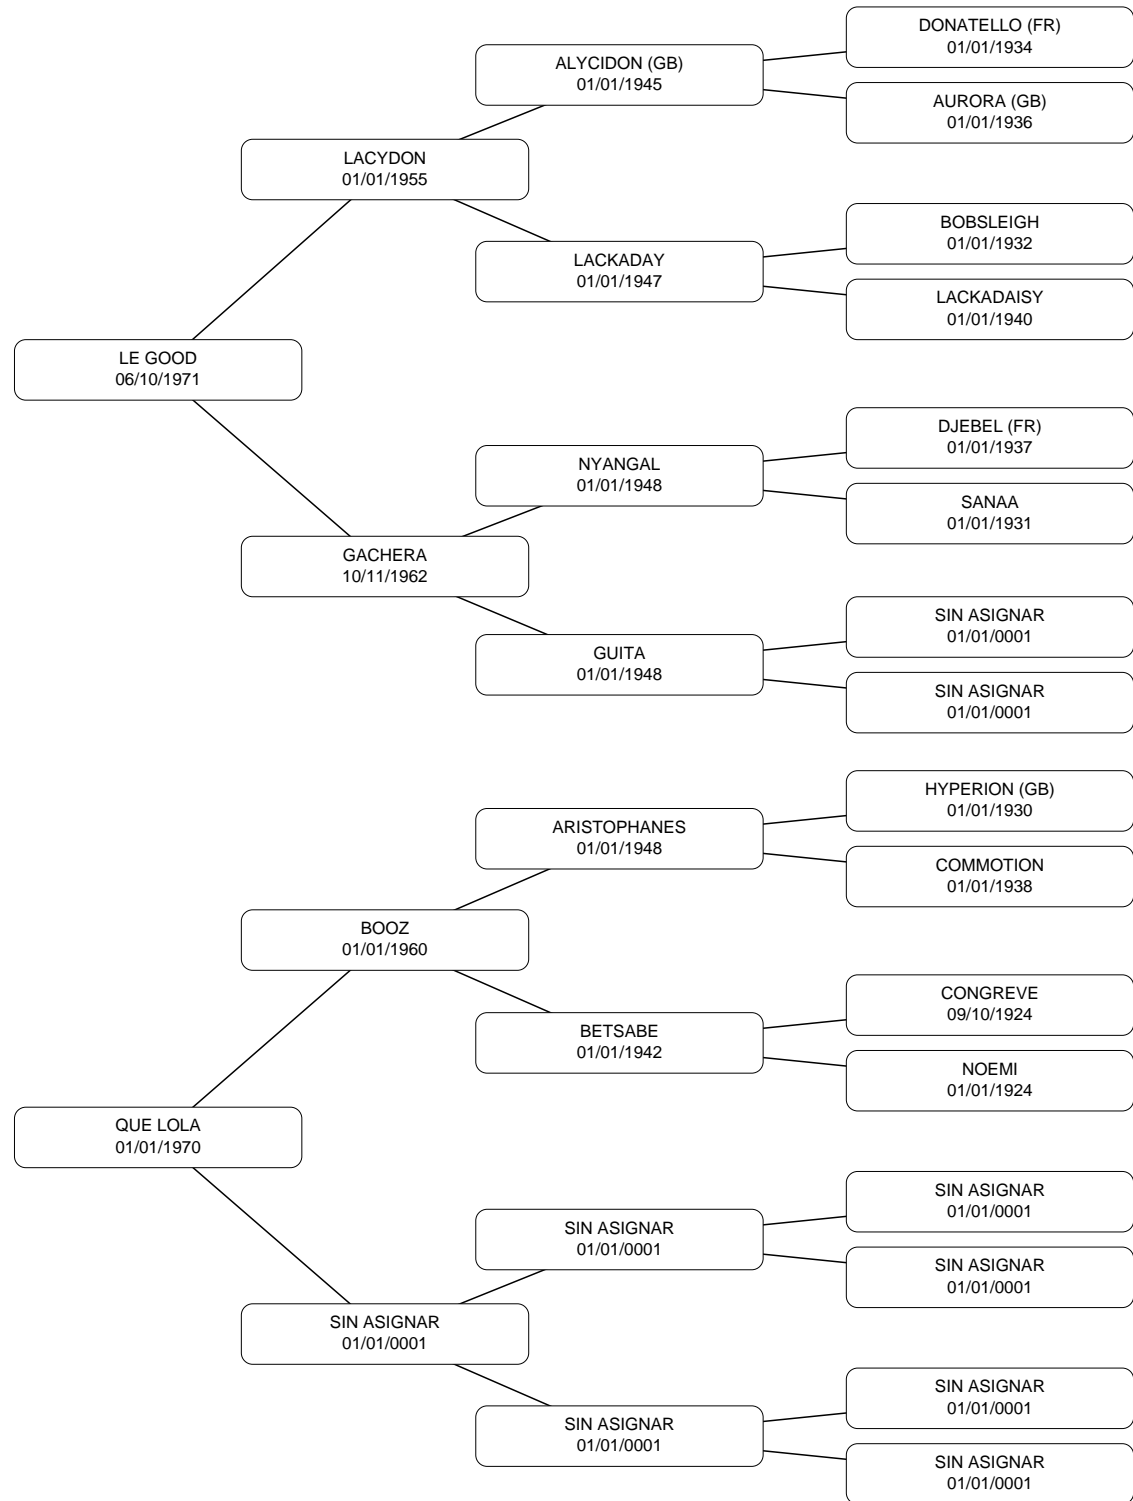 DONATELLO (FR)
01/01/1934
ALYCIDON (GB)
01/01/1945
AURORA (GB)
01/01/1936
LACYDON
01/01/1955
BOBSLEIGH
01/01/1932
LACKADAY
01/01/1947
LACKADAISY
01/01/1940
LE GOOD
06/10/1971
DJEBEL (FR)
01/01/1937
NYANGAL
01/01/1948
SANAA
01/01/1931
GACHERA
10/11/1962
SIN ASIGNAR
01/01/0001
GUITA
01/01/1948
SIN ASIGNAR
01/01/0001
HYPERION (GB)
01/01/1930
ARISTOPHANES
01/01/1948
COMMOTION
01/01/1938
BOOZ
01/01/1960
CONGREVE
09/10/1924
BETSABE
01/01/1942
NOEMI
01/01/1924
QUE LOLA
01/01/1970
SIN ASIGNAR
01/01/0001
SIN ASIGNAR
01/01/0001
SIN ASIGNAR
01/01/0001
SIN ASIGNAR
01/01/0001
SIN ASIGNAR
01/01/0001
SIN ASIGNAR
01/01/0001
SIN ASIGNAR
01/01/0001